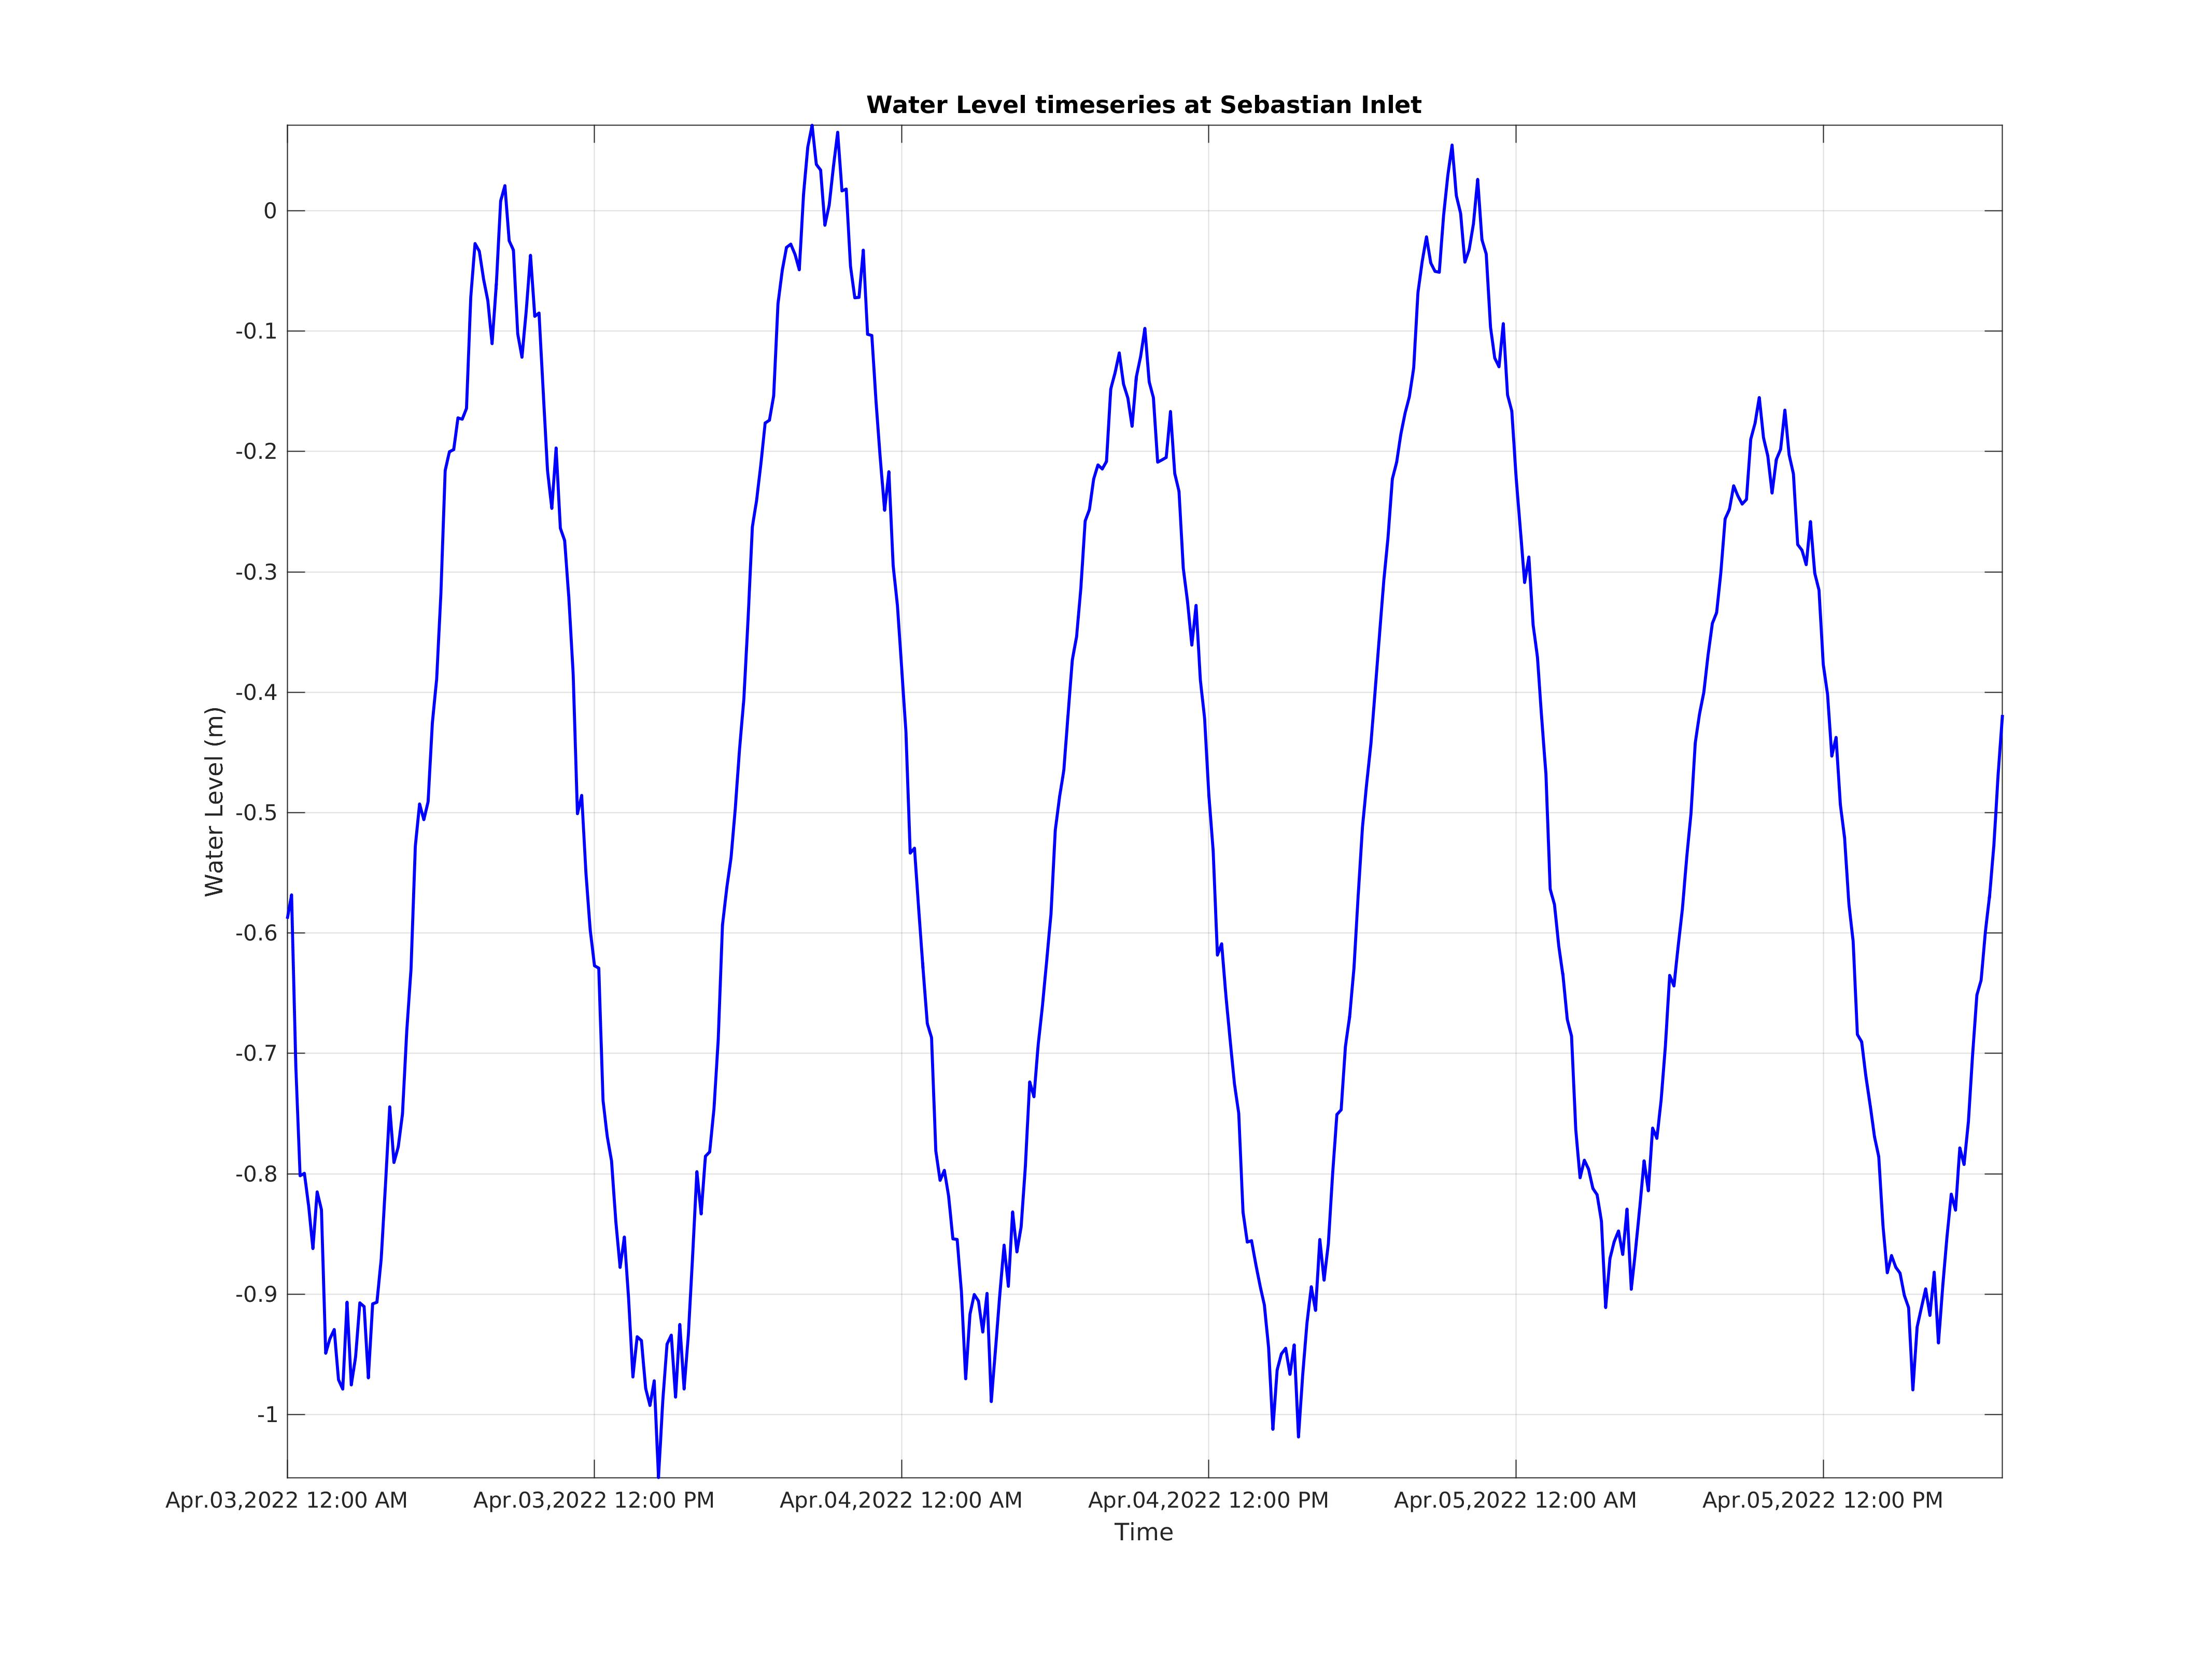 Water Level timeseries at Sebastian Inlet
0
-0.1
-0.2
-0.3
-0.4
-0.5
-0.6
-0.7
-0.8
-0.9
-1
Water Level (m)
Apr.03,2022 12:00 AM
Apr.03,2022 12:00 PM
Apr.04,2022 12:00 AM
Apr.04,2022 12:00 PM
Apr.05,2022 12:00 AM
Apr.05,2022 12:00 PM
Time